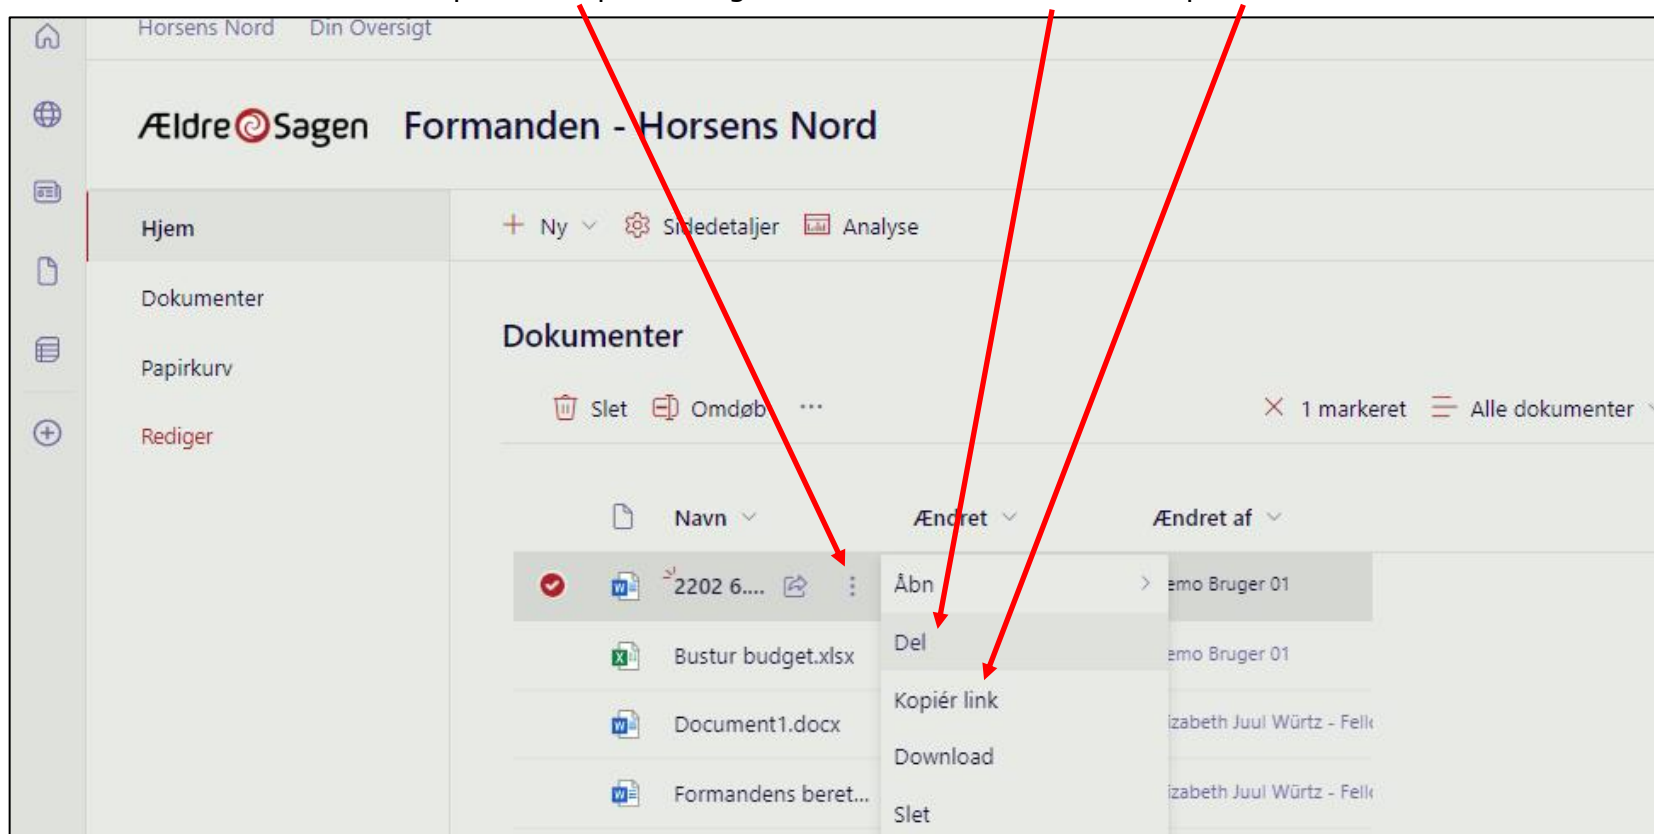 Horsens Nord Din Oversigt
ÆldreSagen Formanden - Horsens Nord
Hjem
Dokumenter
Papirkurv
Rediger
+ Ny Sidedetaljer Analyse
Dokumenter
Slet Omdøb ... 1 markeret Alle dokumenter
Navn Ændret Ændret af
2202 6.... Åbn emo Bruger 01
Del
Bustur budget.xlsx emo Bruger 01
Kopiér link
Document1.docx izabeth Juul Würtz - Fell
Download
Formandens beret... izabeth Juul Würtz - Fell
Slet